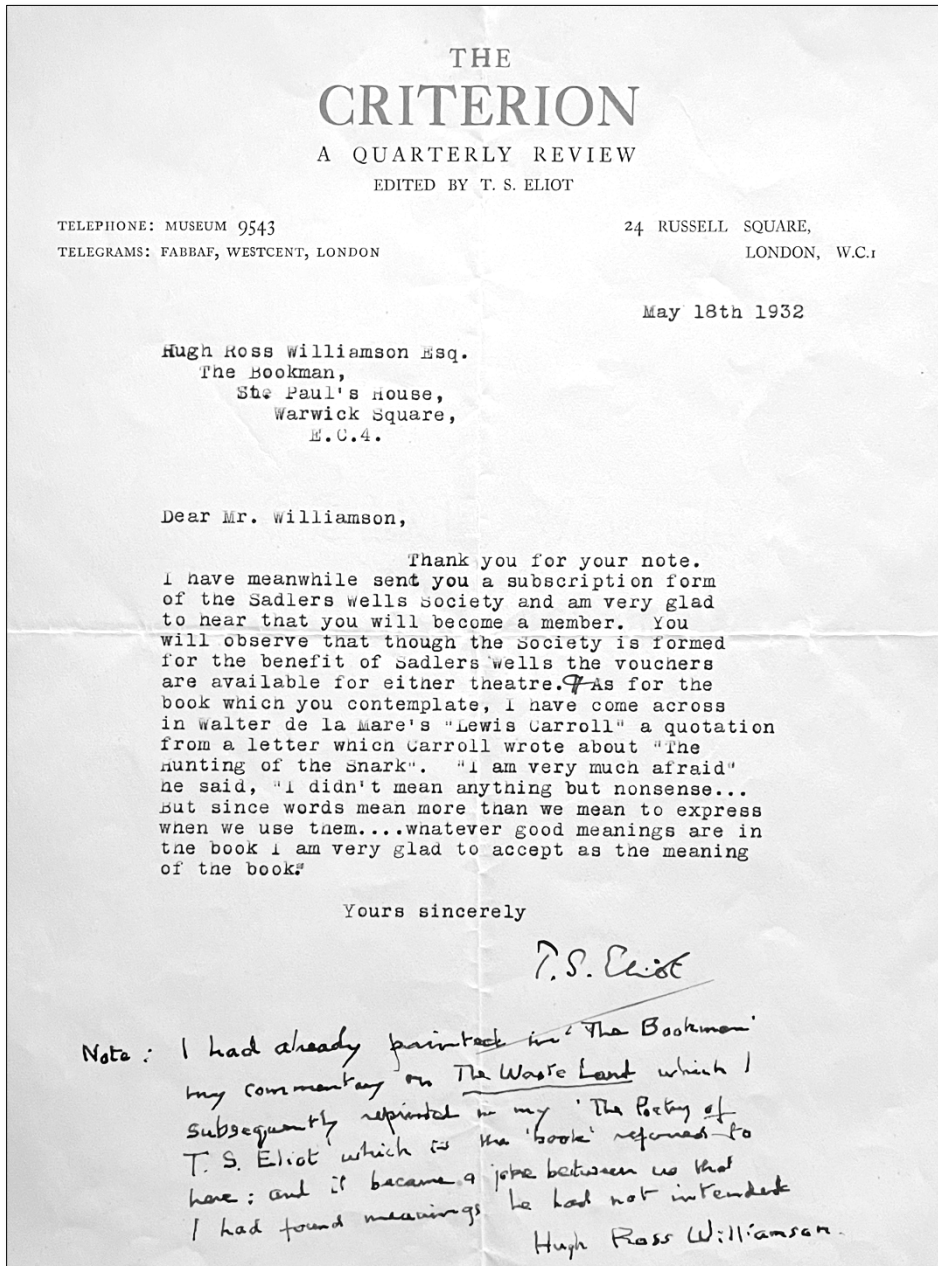 THE
CRITERION
A QUARTERLY REVIEW
EDITED BY T. S. ELIOT
TELEPHONE: MUSEUM 9543
TELEGRAMS: FABBAF, WESTCENT, LONDON
24 RUSSELL SQUARE,
LONDON, W.C.1
May 18th 1932
Hugh Ross Williamson Esq.
The Bookman,
St. Paul's House,
Warwick Square,
E.C.4.
Dear Mr. Williamson,
Thank you for your note.
I have meanwhile sent you a subscription form
of the Sadlers Wells Society and am very glad
to hear that you will become a member. You
will observe that though the Society is formed
for the benefit of Sadlers Wells the vouchers
are available for either theatre. ¶ As for the
book which you contemplate, I have come across
in Walter de la Mare's "Lewis Carroll" a quotation
from a letter which Carroll wrote about "The
Hunting of the Snark". "I am very much afraid"
he said, "I didn't mean anything but nonsense...
But since words mean more than we mean to express
when we use them....whatever good meanings are in
the book I am very glad to accept as the meaning
of the book."
Yours sincerely
T.S. Eliot
Note: I had already printed in 'The Bookman'
my commentary on The Waste Land which I
subsequently reprinted in my 'The Poetry of
T. S. Eliot' which is the 'book' referred to
here; and it became a joke between us that
I had found meanings he had not intended
Hugh Ross Williamson.